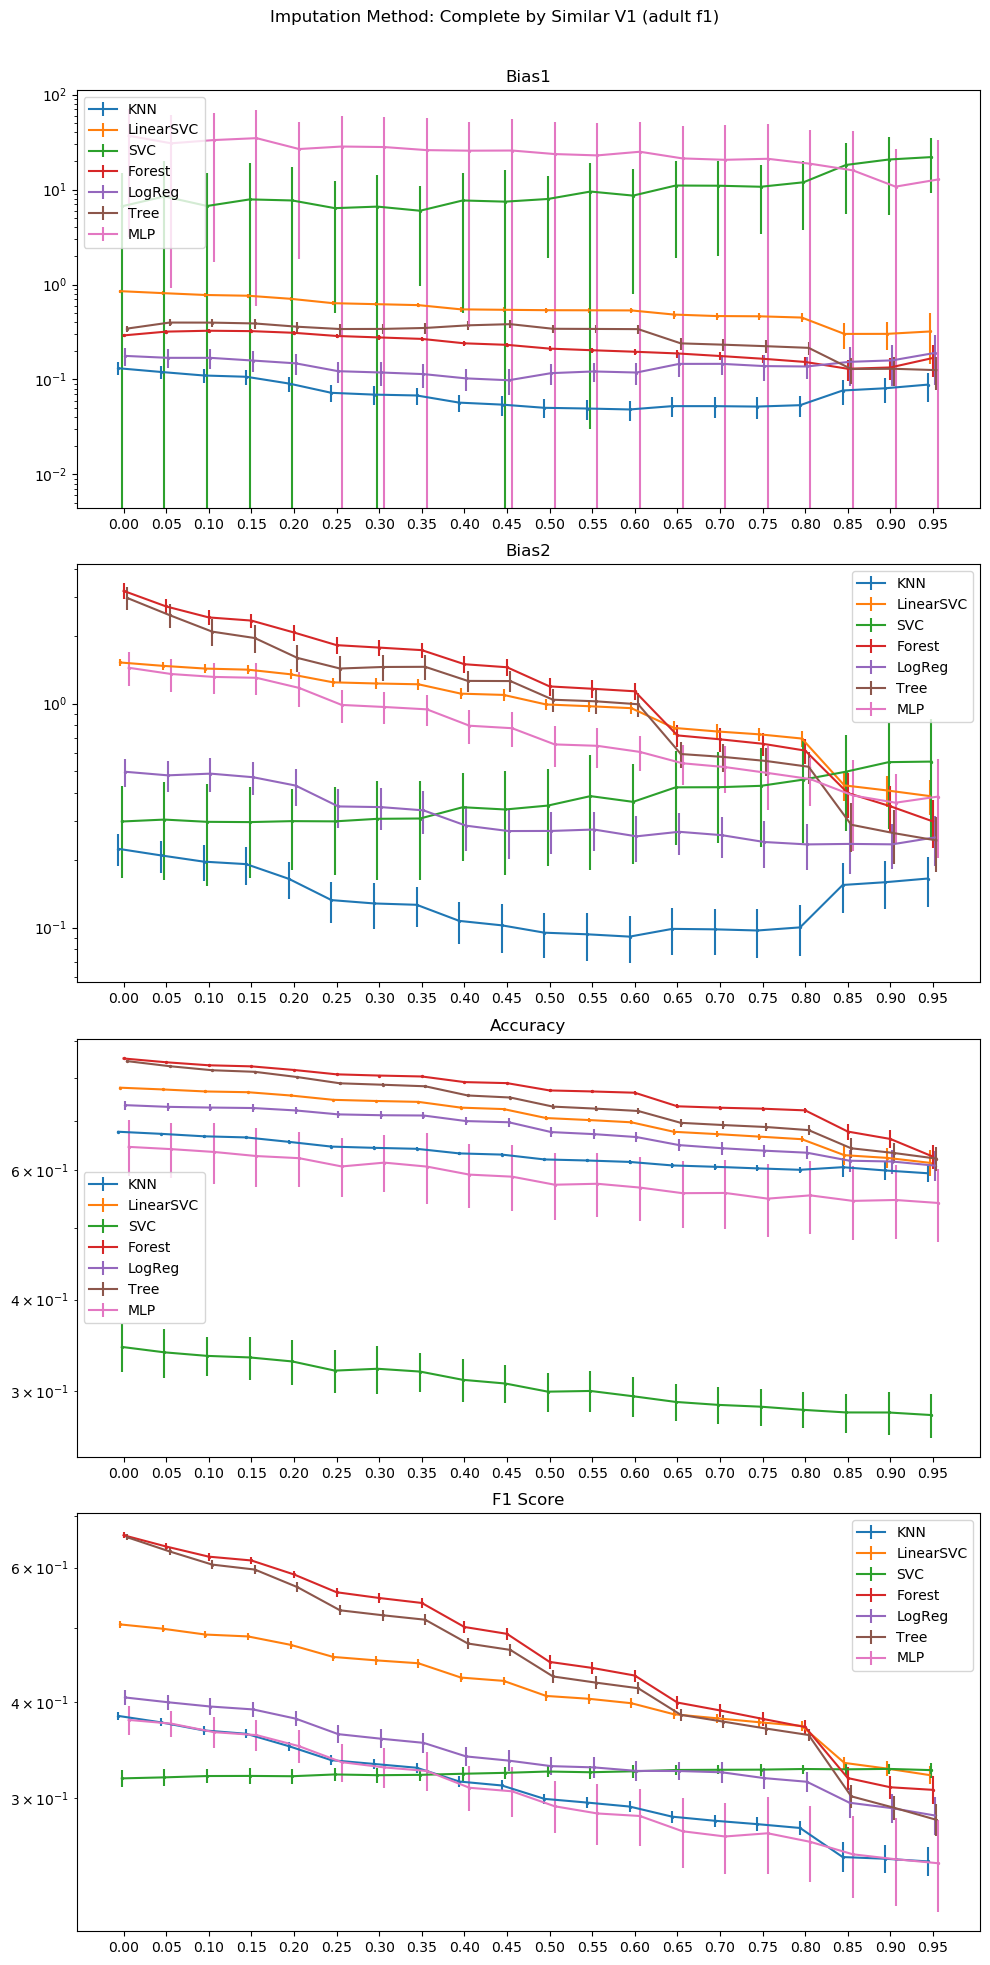 Imputation Method: Complete by Similar V1 (adult f1)
Bias1
10²
10¹
10⁰
10⁻¹
10⁻²
KNN
LinearSVC
SVC
Forest
LogReg
Tree
MLP
0.00 0.05 0.10 0.15 0.20 0.25 0.30 0.35 0.40 0.45 0.50 0.55 0.60 0.65 0.70 0.75 0.80 0.85 0.90 0.95
Bias2
10⁰
10⁻¹
KNN
LinearSVC
SVC
Forest
LogReg
Tree
MLP
0.00 0.05 0.10 0.15 0.20 0.25 0.30 0.35 0.40 0.45 0.50 0.55 0.60 0.65 0.70 0.75 0.80 0.85 0.90 0.95
Accuracy
6 × 10⁻¹
4 × 10⁻¹
3 × 10⁻¹
KNN
LinearSVC
SVC
Forest
LogReg
Tree
MLP
0.00 0.05 0.10 0.15 0.20 0.25 0.30 0.35 0.40 0.45 0.50 0.55 0.60 0.65 0.70 0.75 0.80 0.85 0.90 0.95
F1 Score
6 × 10⁻¹
4 × 10⁻¹
3 × 10⁻¹
KNN
LinearSVC
SVC
Forest
LogReg
Tree
MLP
0.00 0.05 0.10 0.15 0.20 0.25 0.30 0.35 0.40 0.45 0.50 0.55 0.60 0.65 0.70 0.75 0.80 0.85 0.90 0.95